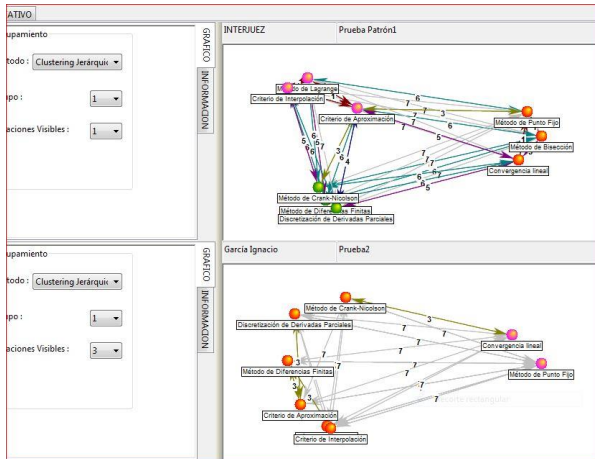 ATIVO
upamiento
todo :
Clustering Jerárquic
upo :
1
aciones Visibles :
1
GRAFICO
INFORMACION
INTERJUEZ
Prueba Patrón1
de Lagrange
Criterio de Interpolación
Criterio de Aproximación
Método de Punto Fijo
Método de Bisección
Convergencia lineal
Método de Crank-Nicolson
Método de Diferencias Finitas
Discretización de Derivadas Parciales
upamiento
todo :
Clustering Jerárquic
upo :
1
aciones Visibles :
3
GRAFICO
INFORMACION
García Ignacio
Prueba2
Método de Crank-Nicolson
3
Discretización de Derivadas Parciales
7
Convergencia lineal
Método de Diferencias Finitas
Método de Punto Fijo
Criterio de Aproximación
Criterio de Interpolación